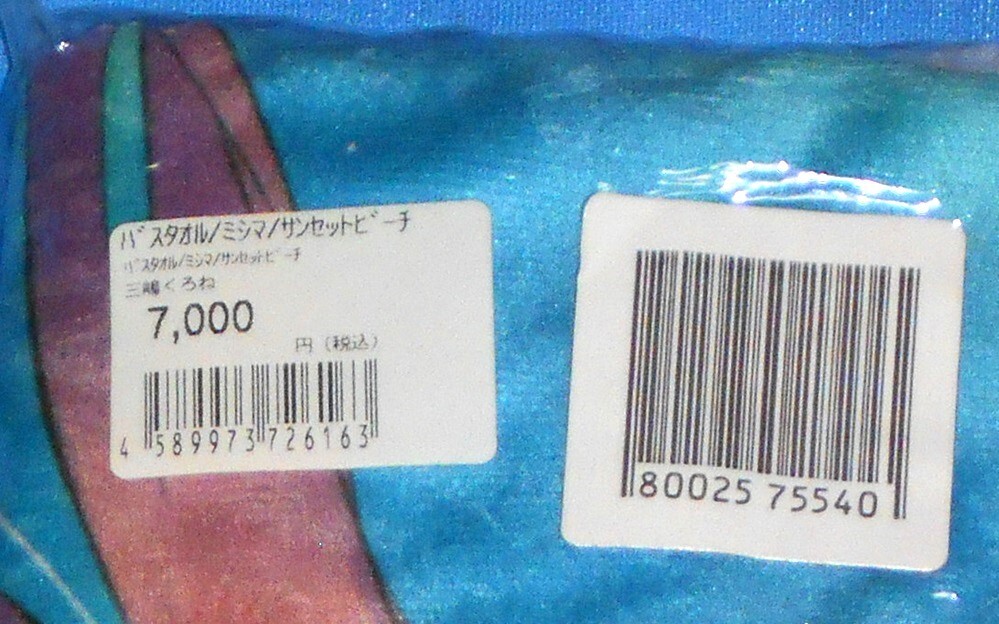 バスタオル/ミシマ/サンセットビーチ
バスタオル/ミシマ/サンセットビーチ
三嶋くろね
7,000
円（税込）
4 589973 726163
80025 75540